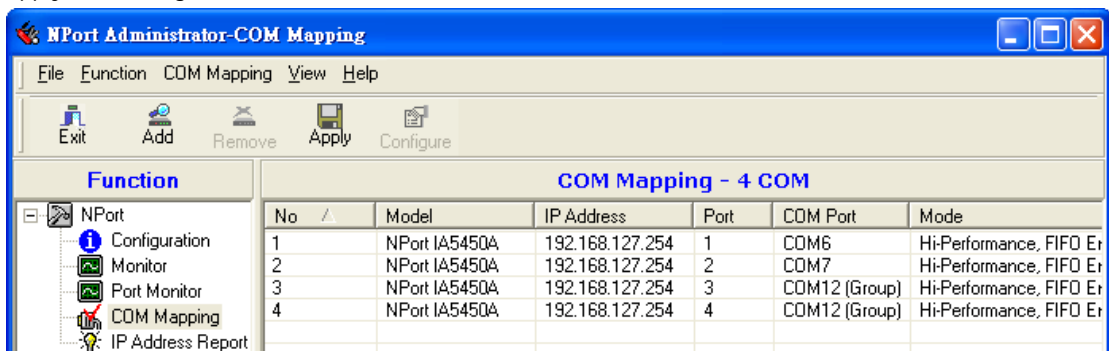 NPort Administrator-COM Mapping
File Function COM Mapping View Help
Exit Add Remove Apply Configure
Function
COM Mapping - 4 COM
NPort
Configuration
Monitor
Port Monitor
COM Mapping
IP Address Report
No Model IP Address Port COM Port Mode
1 NPort IA5450A 192.168.127.254 1 COM6 Hi-Performance, FIFO Er
2 NPort IA5450A 192.168.127.254 2 COM7 Hi-Performance, FIFO Er
3 NPort IA5450A 192.168.127.254 3 COM12 (Group) Hi-Performance, FIFO Er
4 NPort IA5450A 192.168.127.254 4 COM12 (Group) Hi-Performance, FIFO Er